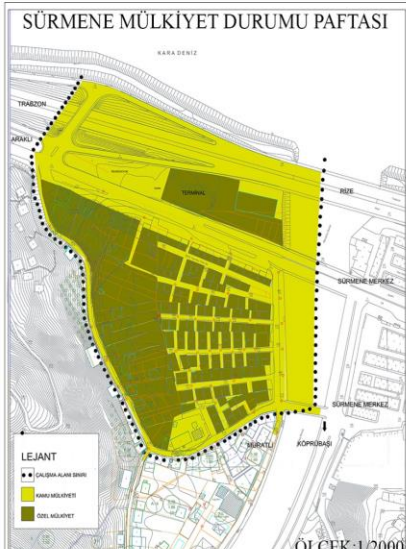 SÜRMENE MÜLKİYET DURUMU PAFTASI
KARA DENİZ
TRABZON
ARAKLI
TERMİNAL
RİZE
SÜRMENE MERKEZ
SÜRMENE MERKEZ
MURATLI
KÖPRÜBAŞI
LEJANT
ÇALIŞMA ALANI SINIRI
KAMU MÜLKİYETİ
ÖZEL MÜLKİYET
ÖLÇEK:1/2000